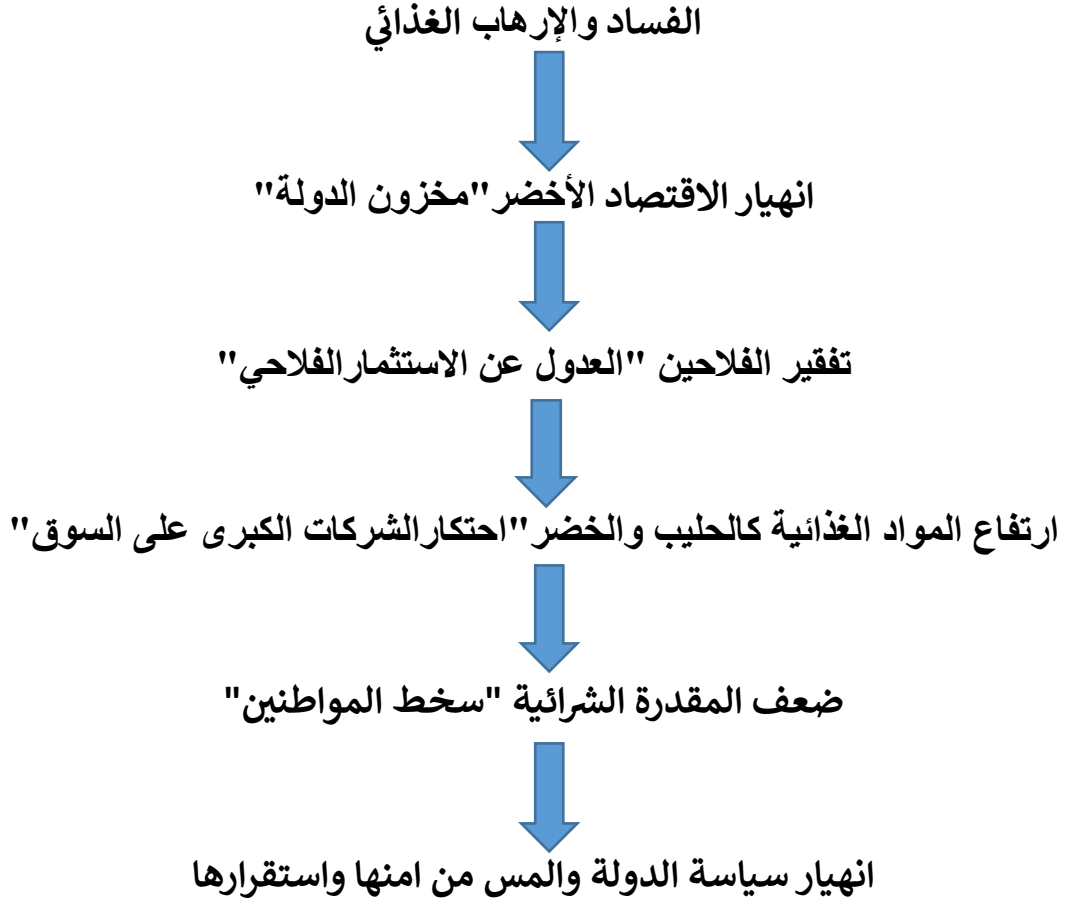 الفساد والإرهاب الغذائي
انهيار الاقتصاد الأخضر "مخزون الدولة"
تفقير الفلاحين "العدول عن الاستثمار الفلاحي"
ارتفاع المواد الغذائية كالحليب والخضر "احتكار الشركات الكبرى على السوق"
ضعف المقدرة الشرائية "سخط المواطنين"
انهيار سياسة الدولة والمس من امنها واستقرارها